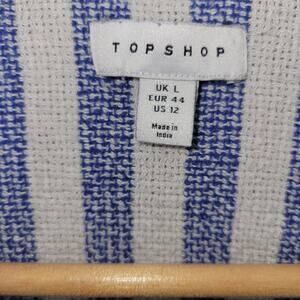 TOPSHOP
UK L
EUR 44
US 12
Made in
India